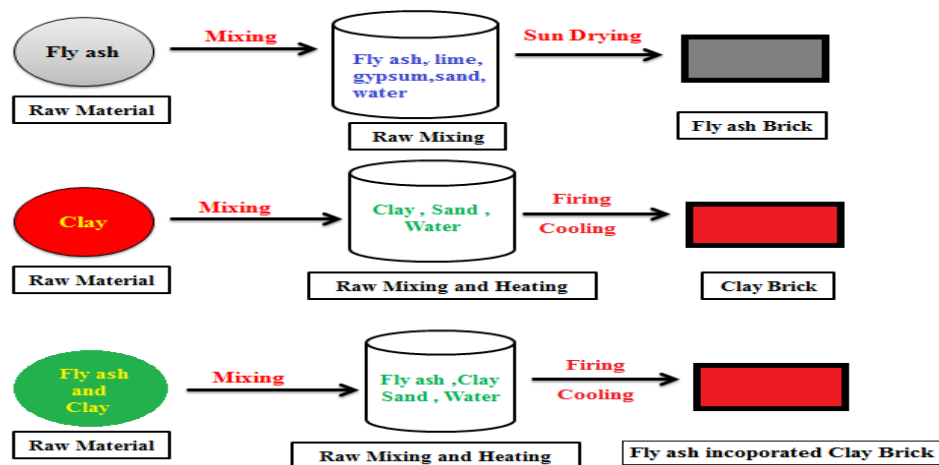 Fly ash
Mixing
Fly ash, lime,
gypsum,sand,
water
Sun Drying
Raw Material
Raw Mixing
Fly ash Brick
Clay
Mixing
Clay , Sand ,
Water
Firing
Cooling
Raw Material
Raw Mixing and Heating
Clay Brick
Fly ash
and
Clay
Mixing
Fly ash ,Clay
Sand , Water
Firing
Cooling
Raw Material
Raw Mixing and Heating
Fly ash incoporated Clay Brick